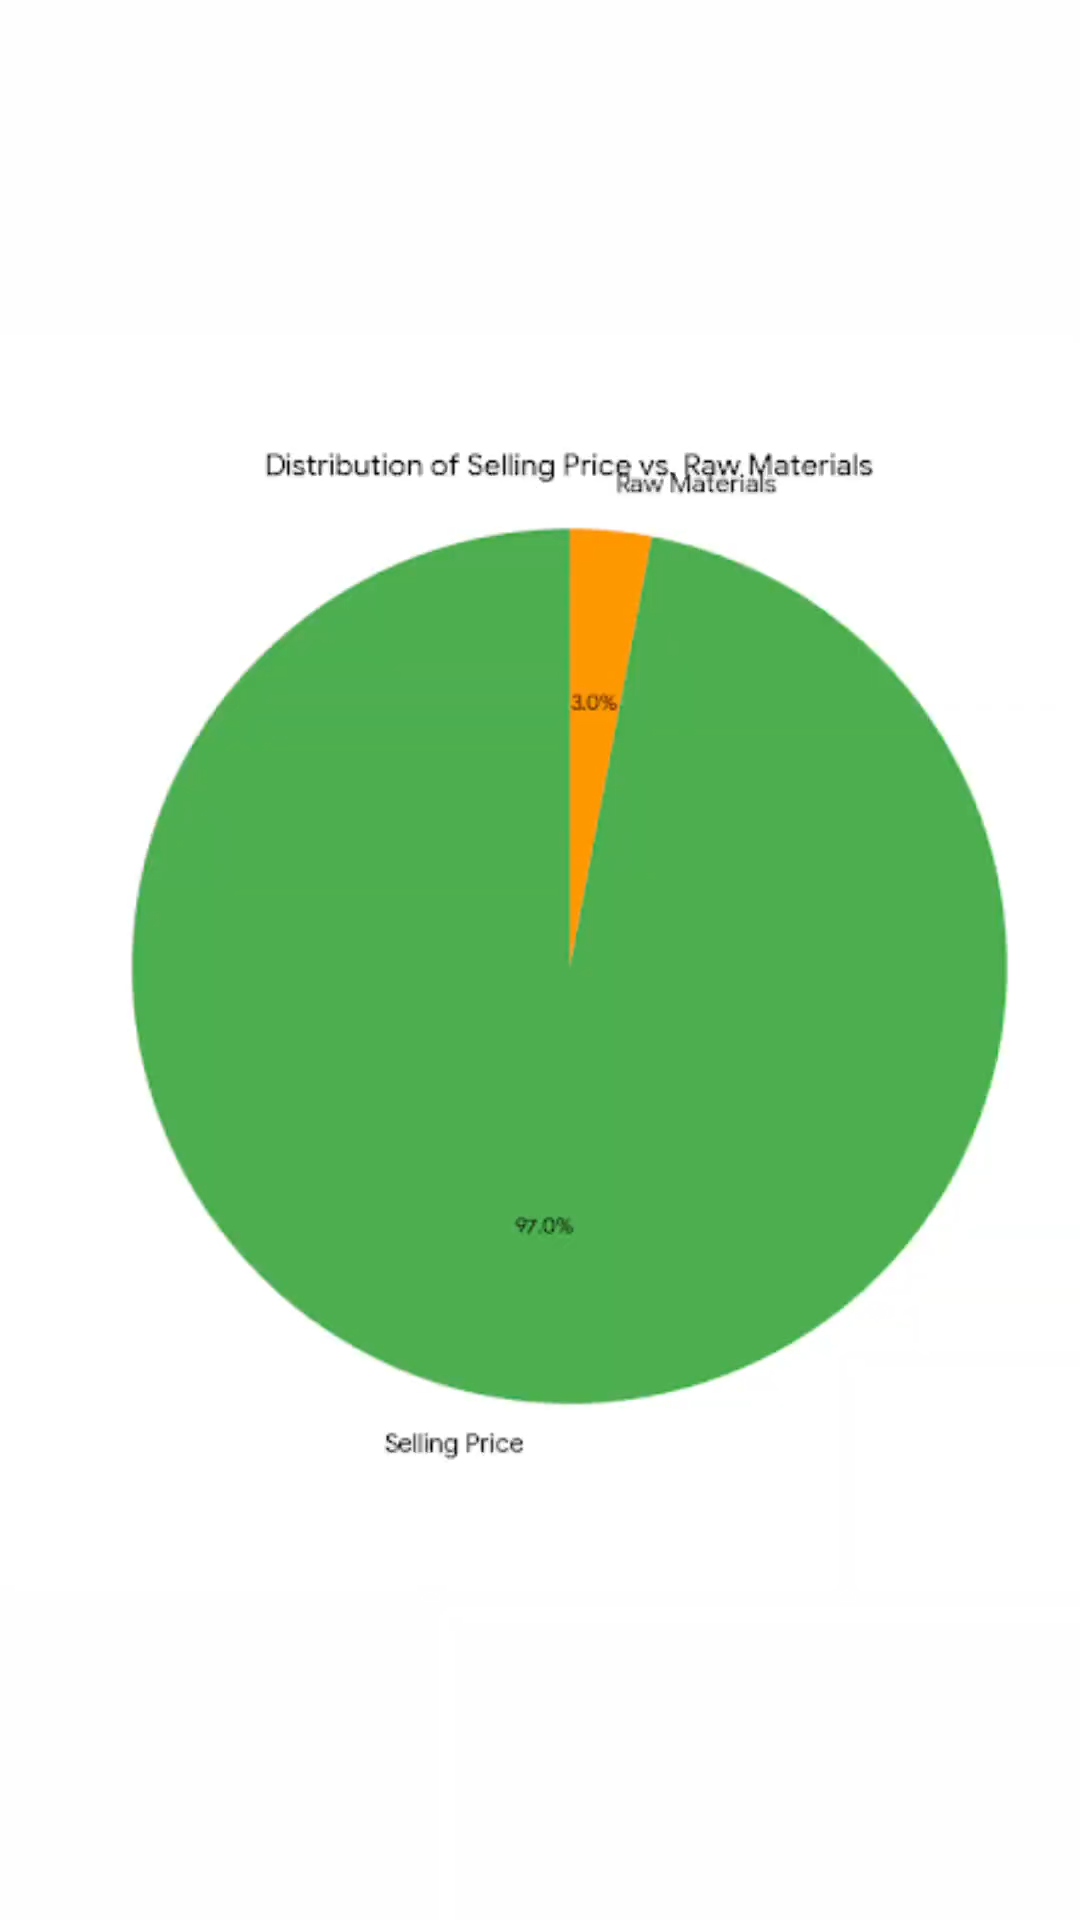 Distribution of Selling Price vs. Raw Materials
Raw Materials
3.0%
97.0%
Selling Price